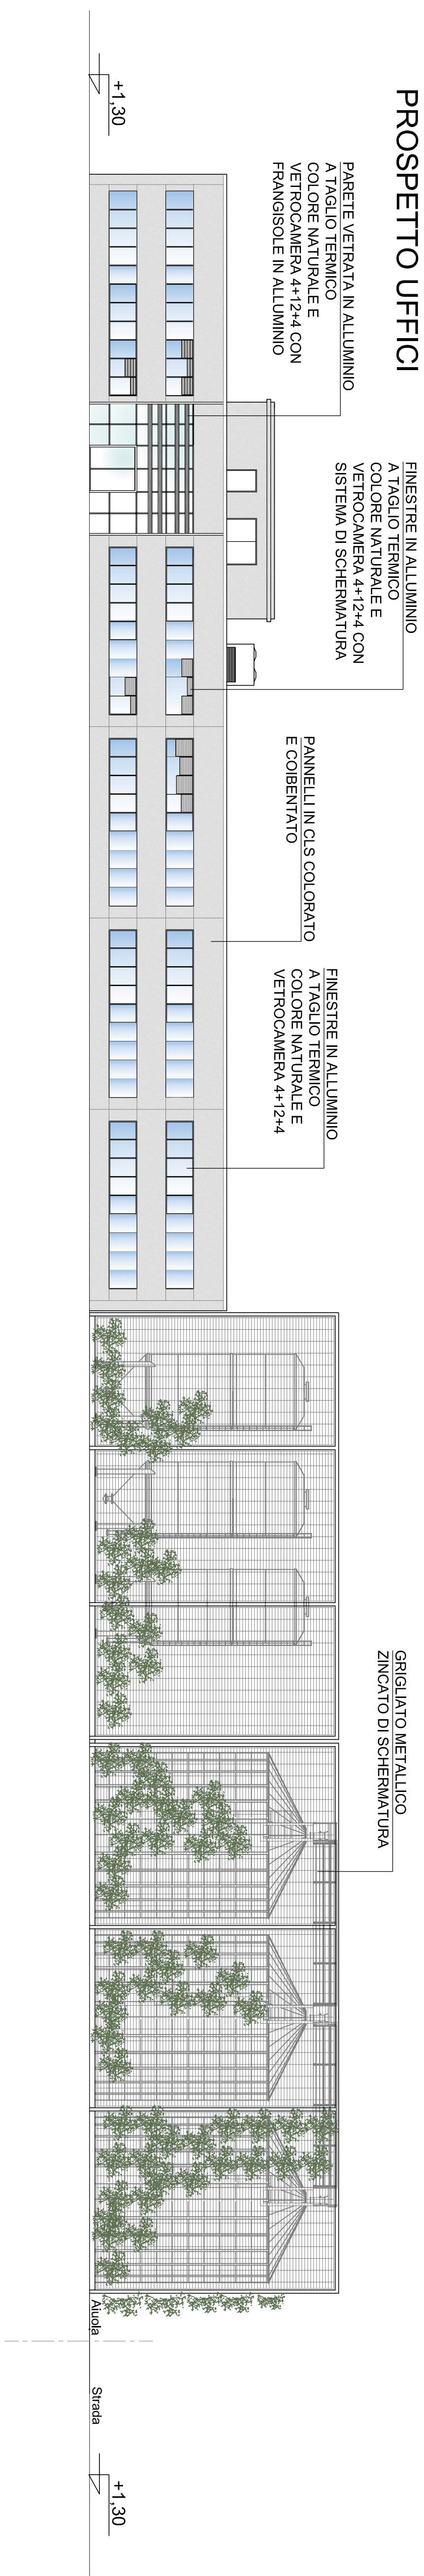 PROSPETTO UFFICI
PARETE VETRATA IN ALLUMINIO
A TAGLIO TERMICO
COLORE NATURALE E
VETROCAMERA 4+12+4 CON
FRANGISOLE IN ALLUMINIO
FINESTRE IN ALLUMINIO
A TAGLIO TERMICO
COLORE NATURALE E
VETROCAMERA 4+12+4 CON
SISTEMA DI SCHERMATURA
PANNELLI IN CLS COLORATO
E COIBENTATO
FINESTRE IN ALLUMINIO
A TAGLIO TERMICO
COLORE NATURALE E
VETROCAMERA 4+12+4
GRIGLIATO METALLICO
ZINCATO DI SCHERMATURA
+1,30
Aiuola
Strada
+1,30